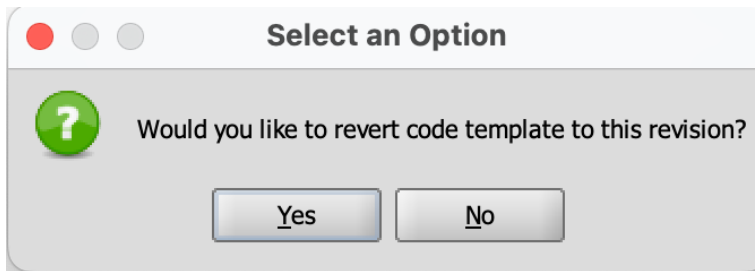 Select an Option
Would you like to revert code template to this revision?
Yes
No